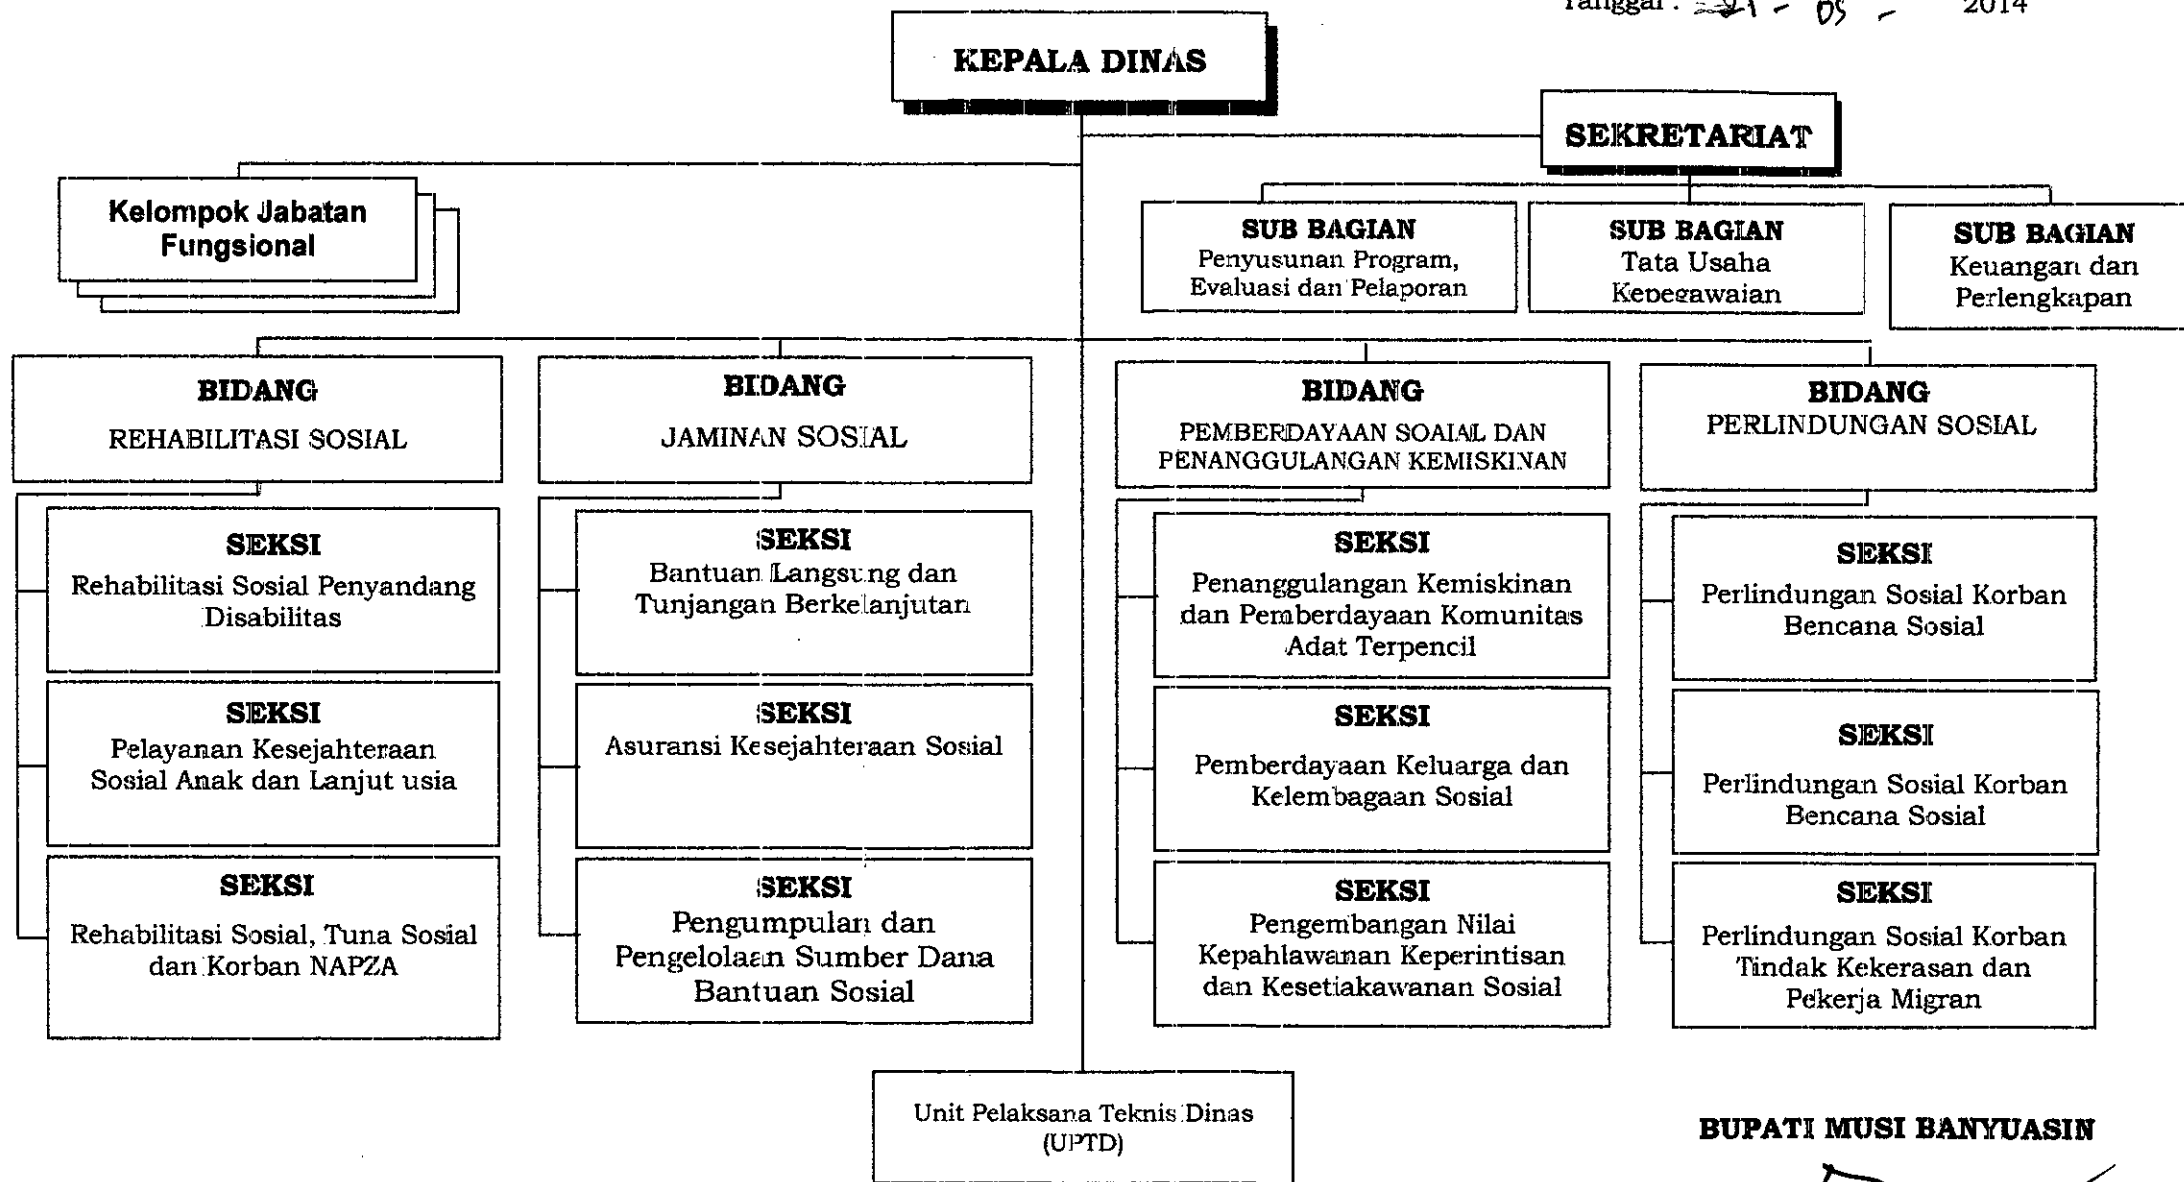 Tanggal : 21 - 05 - 2014
KEPALA DINAS
SEKRETARIAT
Kelompok Jabatan
Fungsional
SUB BAGIAN
Penyusunan Program,
Evaluasi dan Pelaporan
SUB BAGIAN
Tata Usaha
Kepegawaian
SUB BAGIAN
Keuangan dan
Perlengkapan
BIDANG
REHABILITASI SOSIAL
BIDANG
JAMINAN SOSIAL
BIDANG
PEMBERDAYAAN SOAIAL DAN
PENANGGULANGAN KEMISKINAN
BIDANG
PERLINDUNGAN SOSIAL
SEKSI
Rehabilitasi Sosial Penyandang
Disabilitas
SEKSI
Pelayanan Kesejahteraan
Sosial Anak dan Lanjut usia
SEKSI
Rehabilitasi Sosial, Tuna Sosial
dan Korban NAPZA
SEKSI
Bantuan Langsung dan
Tunjangan Berkelanjutan
SEKSI
Asuransi Kesejahteraan Sosial
SEKSI
Pengumpulan dan
Pengelolaan Sumber Dana
Bantuan Sosial
SEKSI
Penanggulangan Kemiskinan
dan Pemberdayaan Komunitas
Adat Terpencil
SEKSI
Pemberdayaan Keluarga dan
Kelembagaan Sosial
SEKSI
Pengembangan Nilai
Kepahlawanan Keperintisan
dan Kesetiakawanan Sosial
SEKSI
Perlindungan Sosial Korban
Bencana Sosial
SEKSI
Perlindungan Sosial Korban
Bencana Sosial
SEKSI
Perlindungan Sosial Korban
Tindak Kekerasan dan
Pekerja Migran
Unit Pelaksana Teknis Dinas
(UPTD)
BUPATI MUSI BANYUASIN